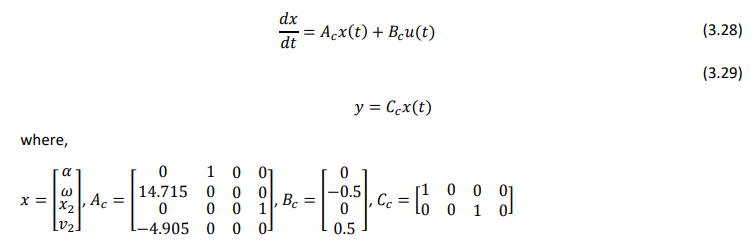 dx/dt = A_c x(t) + B_c u(t) (3.28)
(3.29)
y = C_c x(t)
where,
x = [α; ω; x_2; v_2], A_c = [0 1 0 0; 14.715 0 0 0; 0 0 0 1; −4.905 0 0 0], B_c = [0; −0.5; 0; 0.5], C_c = [1 0 0 0; 0 0 1 0]